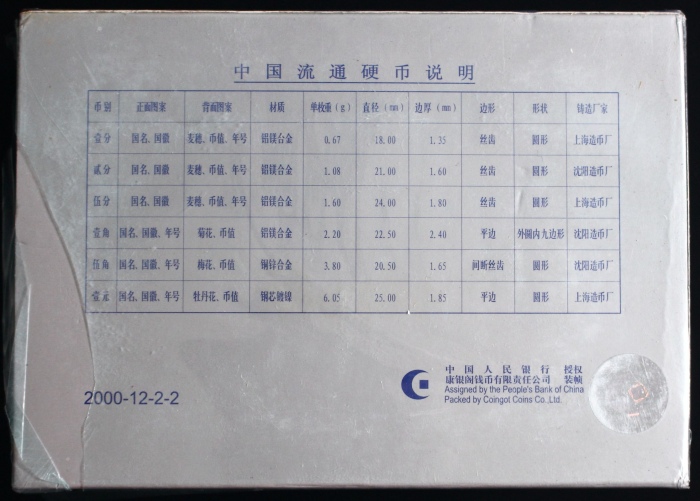 中国流通硬币说明
币别 正面图案 背面图案 材质 单枚重(g) 直径(mm) 边厚(mm) 边形 形状 铸造厂家
壹分 国名、国徽 麦穗、币值、年号 铝镁合金 0.67 18.00 1.35 丝齿 圆形 上海造币厂
贰分 国名、国徽 麦穗、币值、年号 铝镁合金 1.08 21.00 1.60 丝齿 圆形 沈阳造币厂
伍分 国名、国徽 麦穗、币值、年号 铝镁合金 1.60 24.00 1.80 丝齿 圆形 上海造币厂
壹角 国名、国徽、年号 菊花、币值 铝镁合金 2.20 22.50 2.40 平边 外圆内九边形 沈阳造币厂
伍角 国名、国徽、年号 梅花、币值 铜锌合金 3.80 20.50 1.65 间断丝齿 圆形 沈阳造币厂
壹元 国名、国徽、年号 牡丹花、币值 钢芯镀镍 6.05 25.00 1.85 平边 圆形 上海造币厂
中国人民银行 授权
康银阁钱币有限责任公司 装帧
Assigned by the People's Bank of China
Packed by Coingot Coins Co.,Ltd.
2000-12-2-2